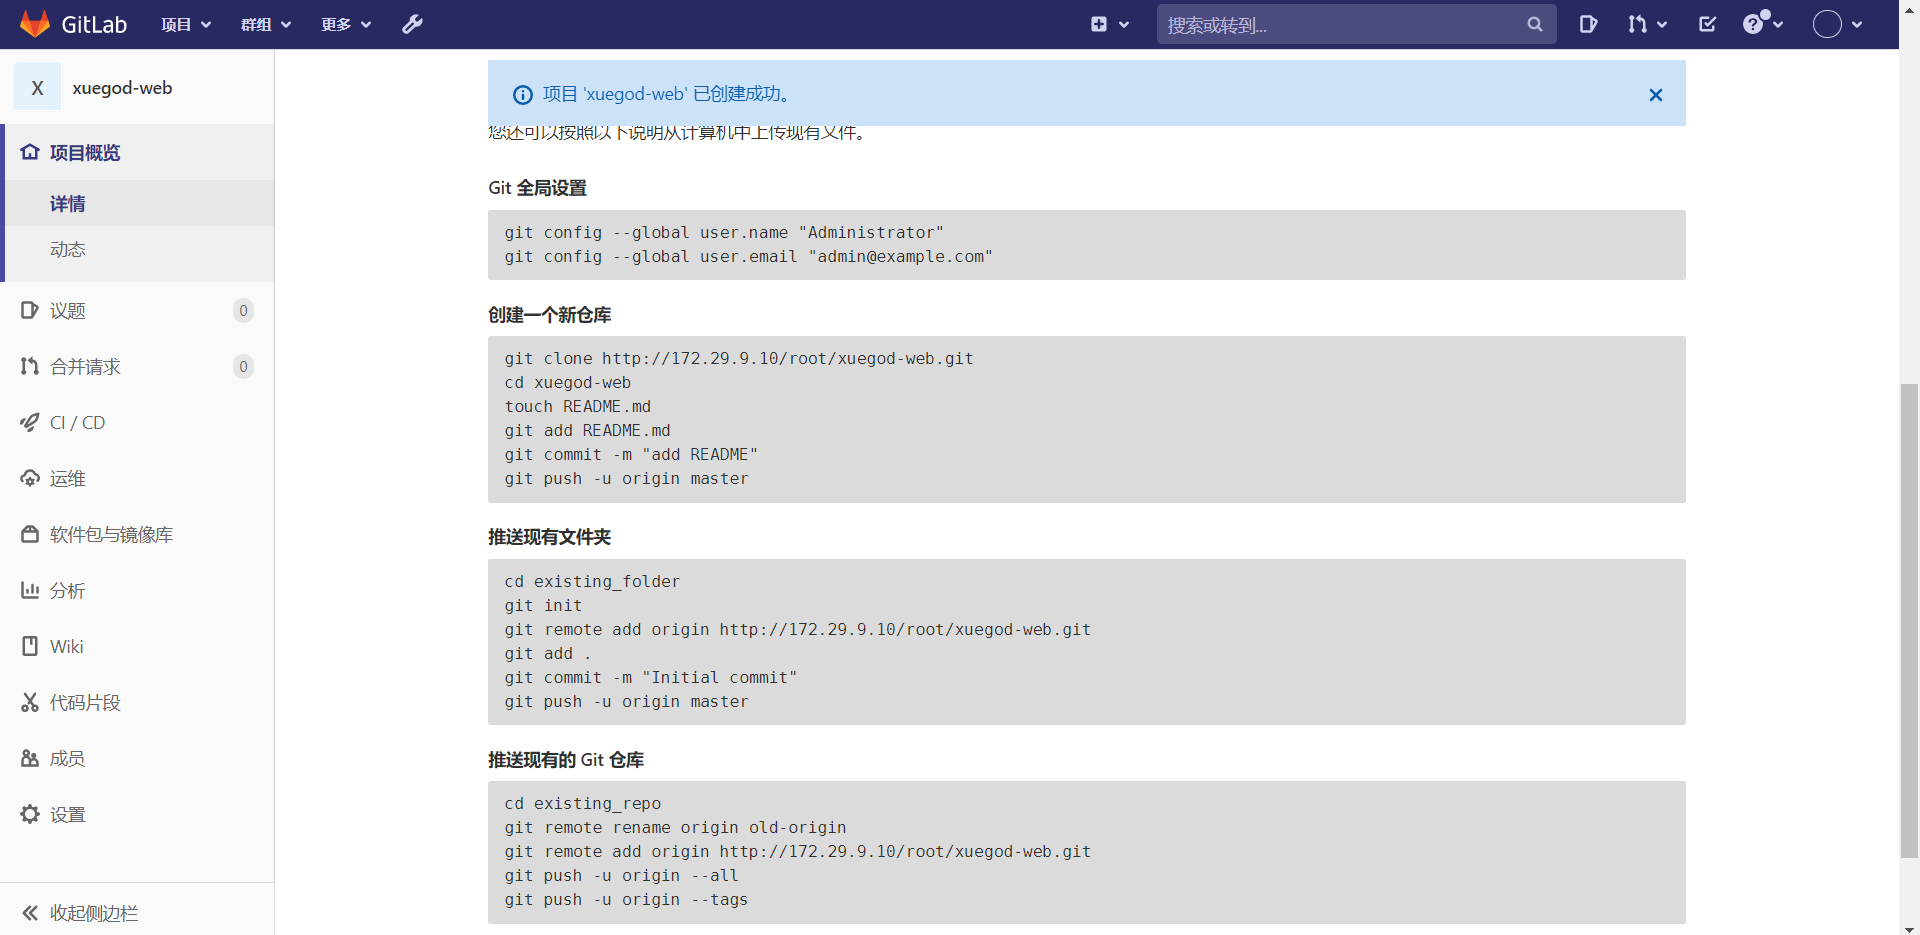 GitLab 项目 群组 更多 搜索或转到...
X xuegod-web
项目概览
详情
动态
议题 0
合并请求 0
CI / CD
运维
软件包与镜像库
分析
Wiki
代码片段
成员
设置
收起侧边栏
项目 'xuegod-web' 已创建成功。
您还可以按照以下说明从计算机中上传现有文件。
Git 全局设置
git config --global user.name "Administrator"
git config --global user.email "admin@example.com"
创建一个新仓库
git clone http://172.29.9.10/root/xuegod-web.git
cd xuegod-web
touch README.md
git add README.md
git commit -m "add README"
git push -u origin master
推送现有文件夹
cd existing_folder
git init
git remote add origin http://172.29.9.10/root/xuegod-web.git
git add .
git commit -m "Initial commit"
git push -u origin master
推送现有的 Git 仓库
cd existing_repo
git remote rename origin old-origin
git remote add origin http://172.29.9.10/root/xuegod-web.git
git push -u origin --all
git push -u origin --tags